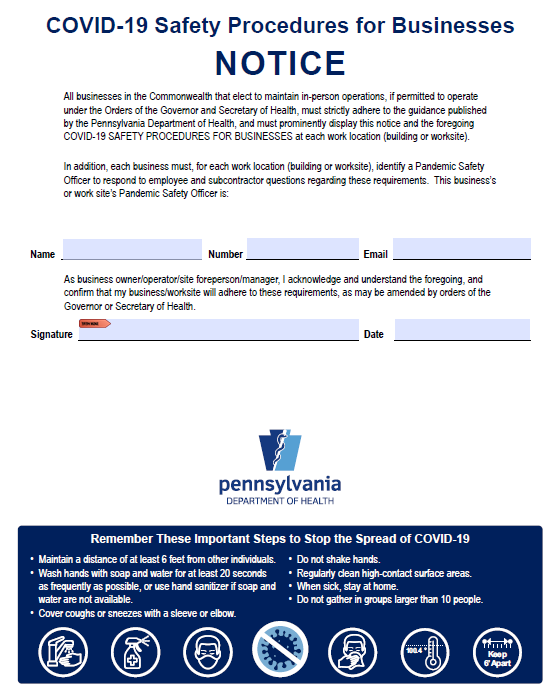 COVID-19 Safety Procedures for Businesses
NOTICE
All businesses in the Commonwealth that elect to maintain in-person operations, if permitted to operate
under the Orders of the Governor and Secretary of Health, must strictly adhere to the guidance published
by the Pennsylvania Department of Health, and must prominently display this notice and the foregoing
COVID-19 SAFETY PROCEDURES FOR BUSINESSES at each work location (building or worksite).
In addition, each business must, for each work location (building or worksite), identify a Pandemic Safety
Officer to respond to employee and subcontractor questions regarding these requirements. This business's
or work site's Pandemic Safety Officer is:
Name Number Email
As business owner/operator/site foreperson/manager, I acknowledge and understand the foregoing, and
confirm that my business/worksite will adhere to these requirements, as may be amended by orders of the
Governor or Secretary of Health.
Signature Date
pennsylvania
DEPARTMENT OF HEALTH
Remember These Important Steps to Stop the Spread of COVID-19
• Maintain a distance of at least 6 feet from other individuals.
• Wash hands with soap and water for at least 20 seconds
as frequently as possible, or use hand sanitizer if soap and
water are not available.
• Cover coughs or sneezes with a sleeve or elbow.
• Do not shake hands.
• Regularly clean high-contact surface areas.
• When sick, stay at home.
• Do not gather in groups larger than 10 people.
100.4°
Keep
6' Apart